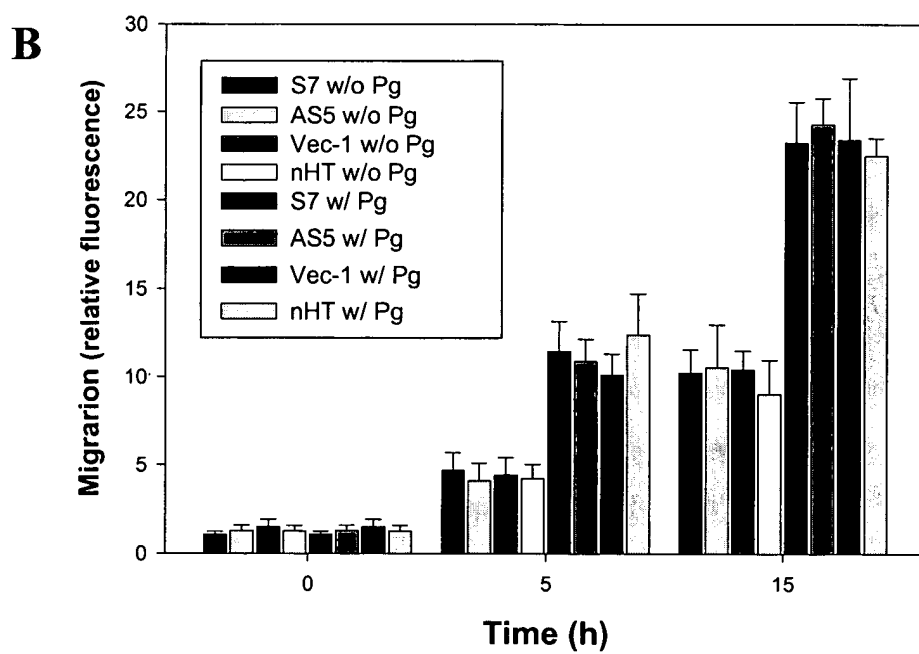 B
30
25
20
15
10
5
0
Migrarion (relative fluorescence)
S7 w/o Pg
AS5 w/o Pg
Vec-1 w/o Pg
nHT w/o Pg
S7 w/ Pg
AS5 w/ Pg
Vec-1 w/ Pg
nHT w/ Pg
0 5 15
Time (h)